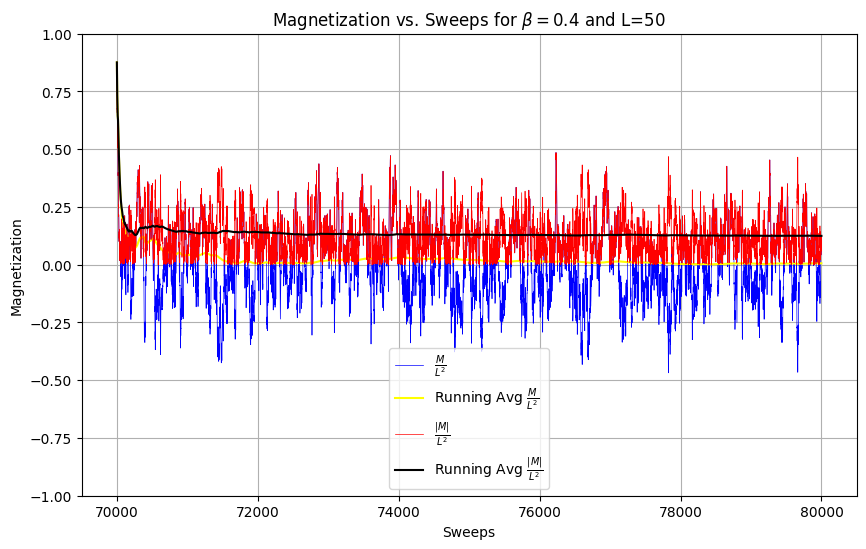 Magnetization vs. Sweeps for $\beta = 0.4$ and L=50
Magnetization
1.00
0.75
0.50
0.25
0.00
−0.25
−0.50
−0.75
−1.00
$\frac{M}{L^2}$
Running Avg $\frac{M}{L^2}$
$\frac{|M|}{L^2}$
Running Avg $\frac{|M|}{L^2}$
70000 72000 74000 76000 78000 80000
Sweeps